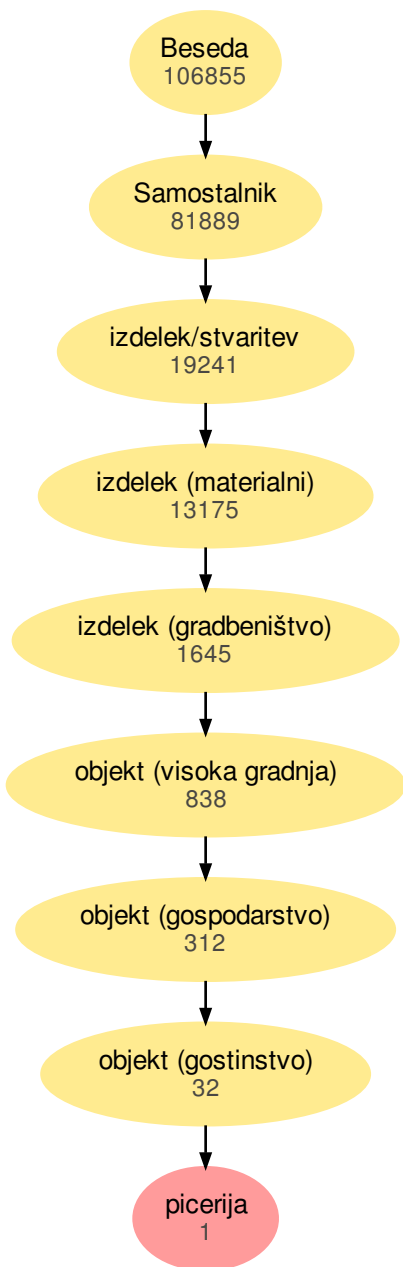 Beseda
106855
Samostalnik
81889
izdelek/stvaritev
19241
izdelek (materialni)
13175
izdelek (gradbeništvo)
1645
objekt (visoka gradnja)
838
objekt (gospodarstvo)
312
objekt (gostinstvo)
32
picerija
1